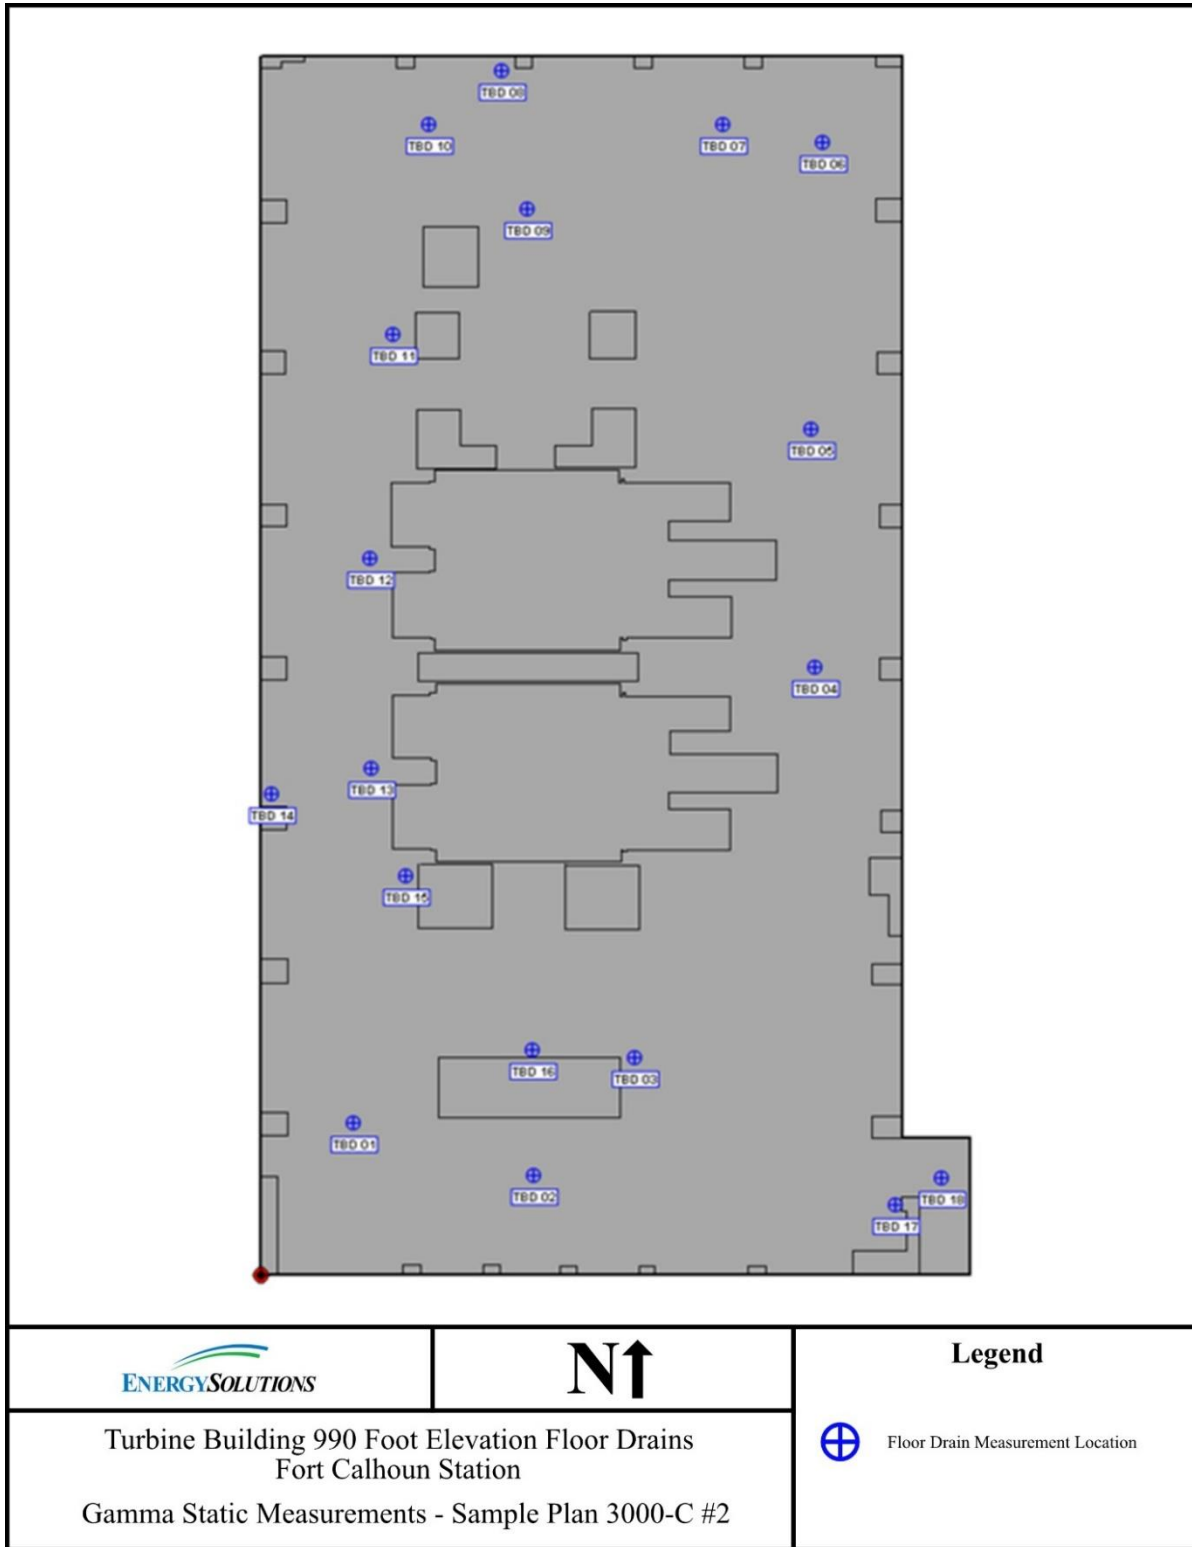 TBD 08
TBD 10
TBD 07
TBD 06
TBD 09
TBD 11
TBD 05
TBD 12
TBD 04
TBD 13
TBD 14
TBD 15
TBD 16
TBD 03
TBD 01
TBD 02
TBD 18
TBD 17
ENERGYSOLUTIONS
N
Legend
Turbine Building 990 Foot Elevation Floor Drains
Fort Calhoun Station
Floor Drain Measurement Location
Gamma Static Measurements - Sample Plan 3000-C #2